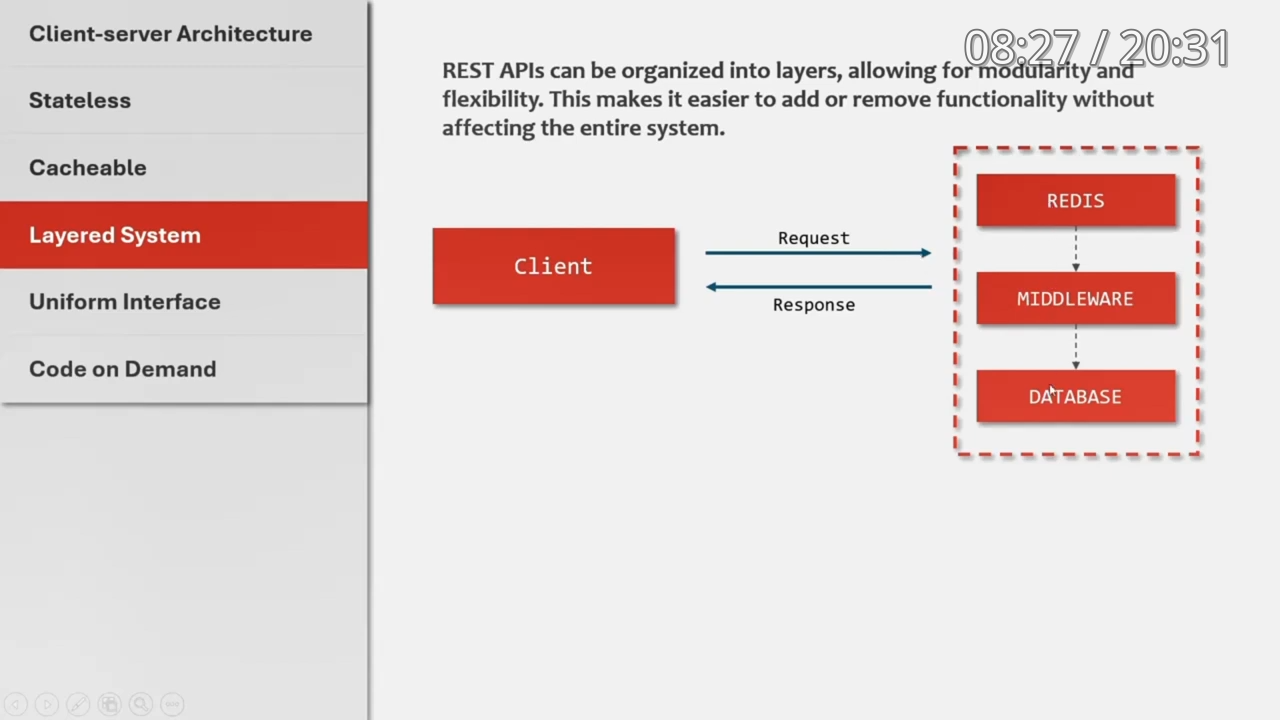 Client-server Architecture
Stateless
Cacheable
Layered System
Uniform Interface
Code on Demand
08:27 / 20:31
REST APIs can be organized into layers, allowing for modularity and
flexibility. This makes it easier to add or remove functionality without
affecting the entire system.
Client
Request
Response
REDIS
MIDDLEWARE
DATABASE